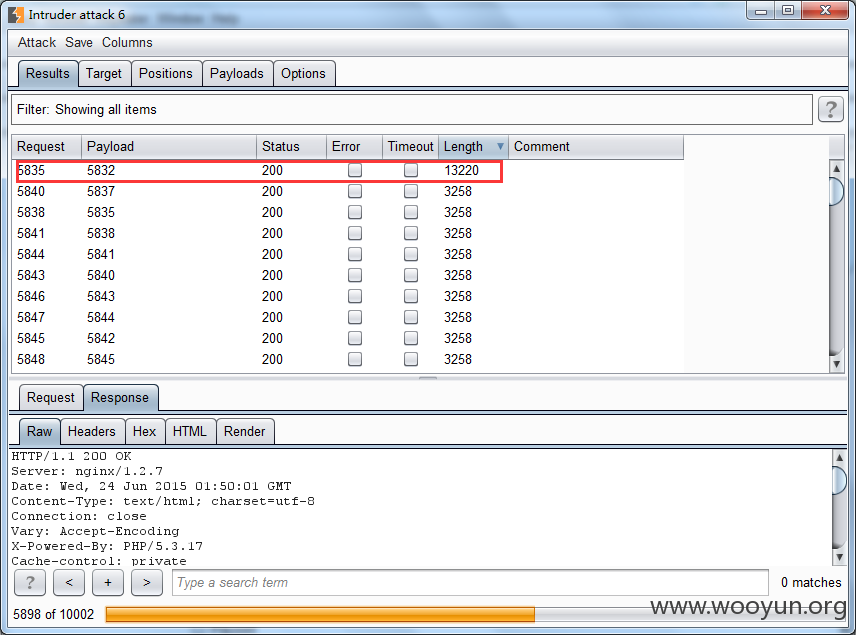 Intruder attack 6
Attack Save Columns
Results Target Positions Payloads Options
Filter: Showing all items ?
Request Payload Status Error Timeout Length Comment
5835 5832 200 13220
5840 5837 200 3258
5838 5835 200 3258
5841 5838 200 3258
5844 5841 200 3258
5843 5840 200 3258
5846 5843 200 3258
5847 5844 200 3258
5845 5842 200 3258
5848 5845 200 3258
Request Response
Raw Headers Hex HTML Render
HTTP/1.1 200 OK
Server: nginx/1.2.7
Date: Wed, 24 Jun 2015 01:50:01 GMT
Content-Type: text/html; charset=utf-8
Connection: close
Vary: Accept-Encoding
X-Powered-By: PHP/5.3.17
Cache-control: private
? < + > Type a search term 0 matches
5898 of 10002
www.wooyun.org